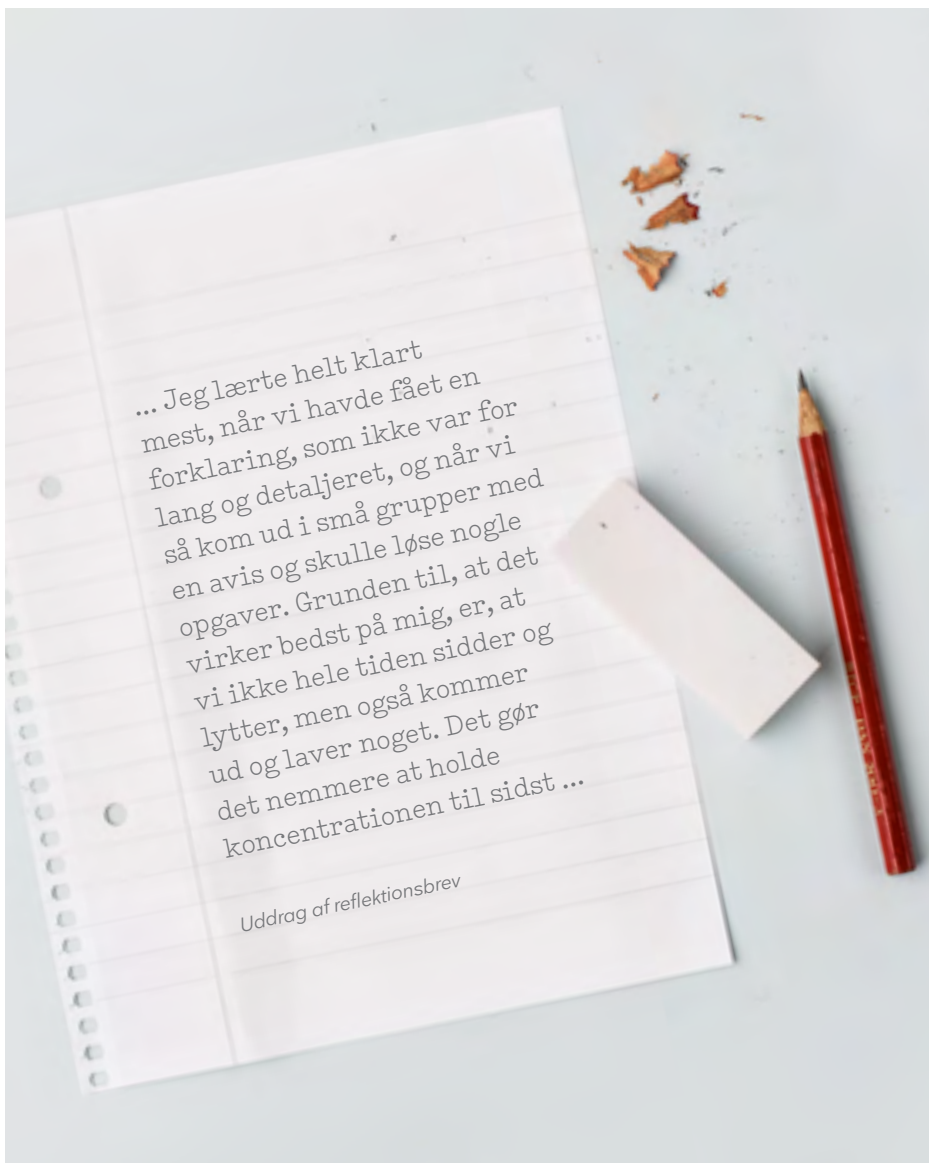 ... Jeg lærte helt klart
mest, når vi havde fået en
forklaring, som ikke var for
lang og detaljeret, og når vi
så kom ud i små grupper med
en avis og skulle løse nogle
opgaver. Grunden til, at det
virker bedst på mig, er, at
vi ikke hele tiden sidder og
lytter, men også kommer
ud og laver noget. Det gør
det nemmere at holde
koncentrationen til sidst ...
Uddrag af reflektionsbrev